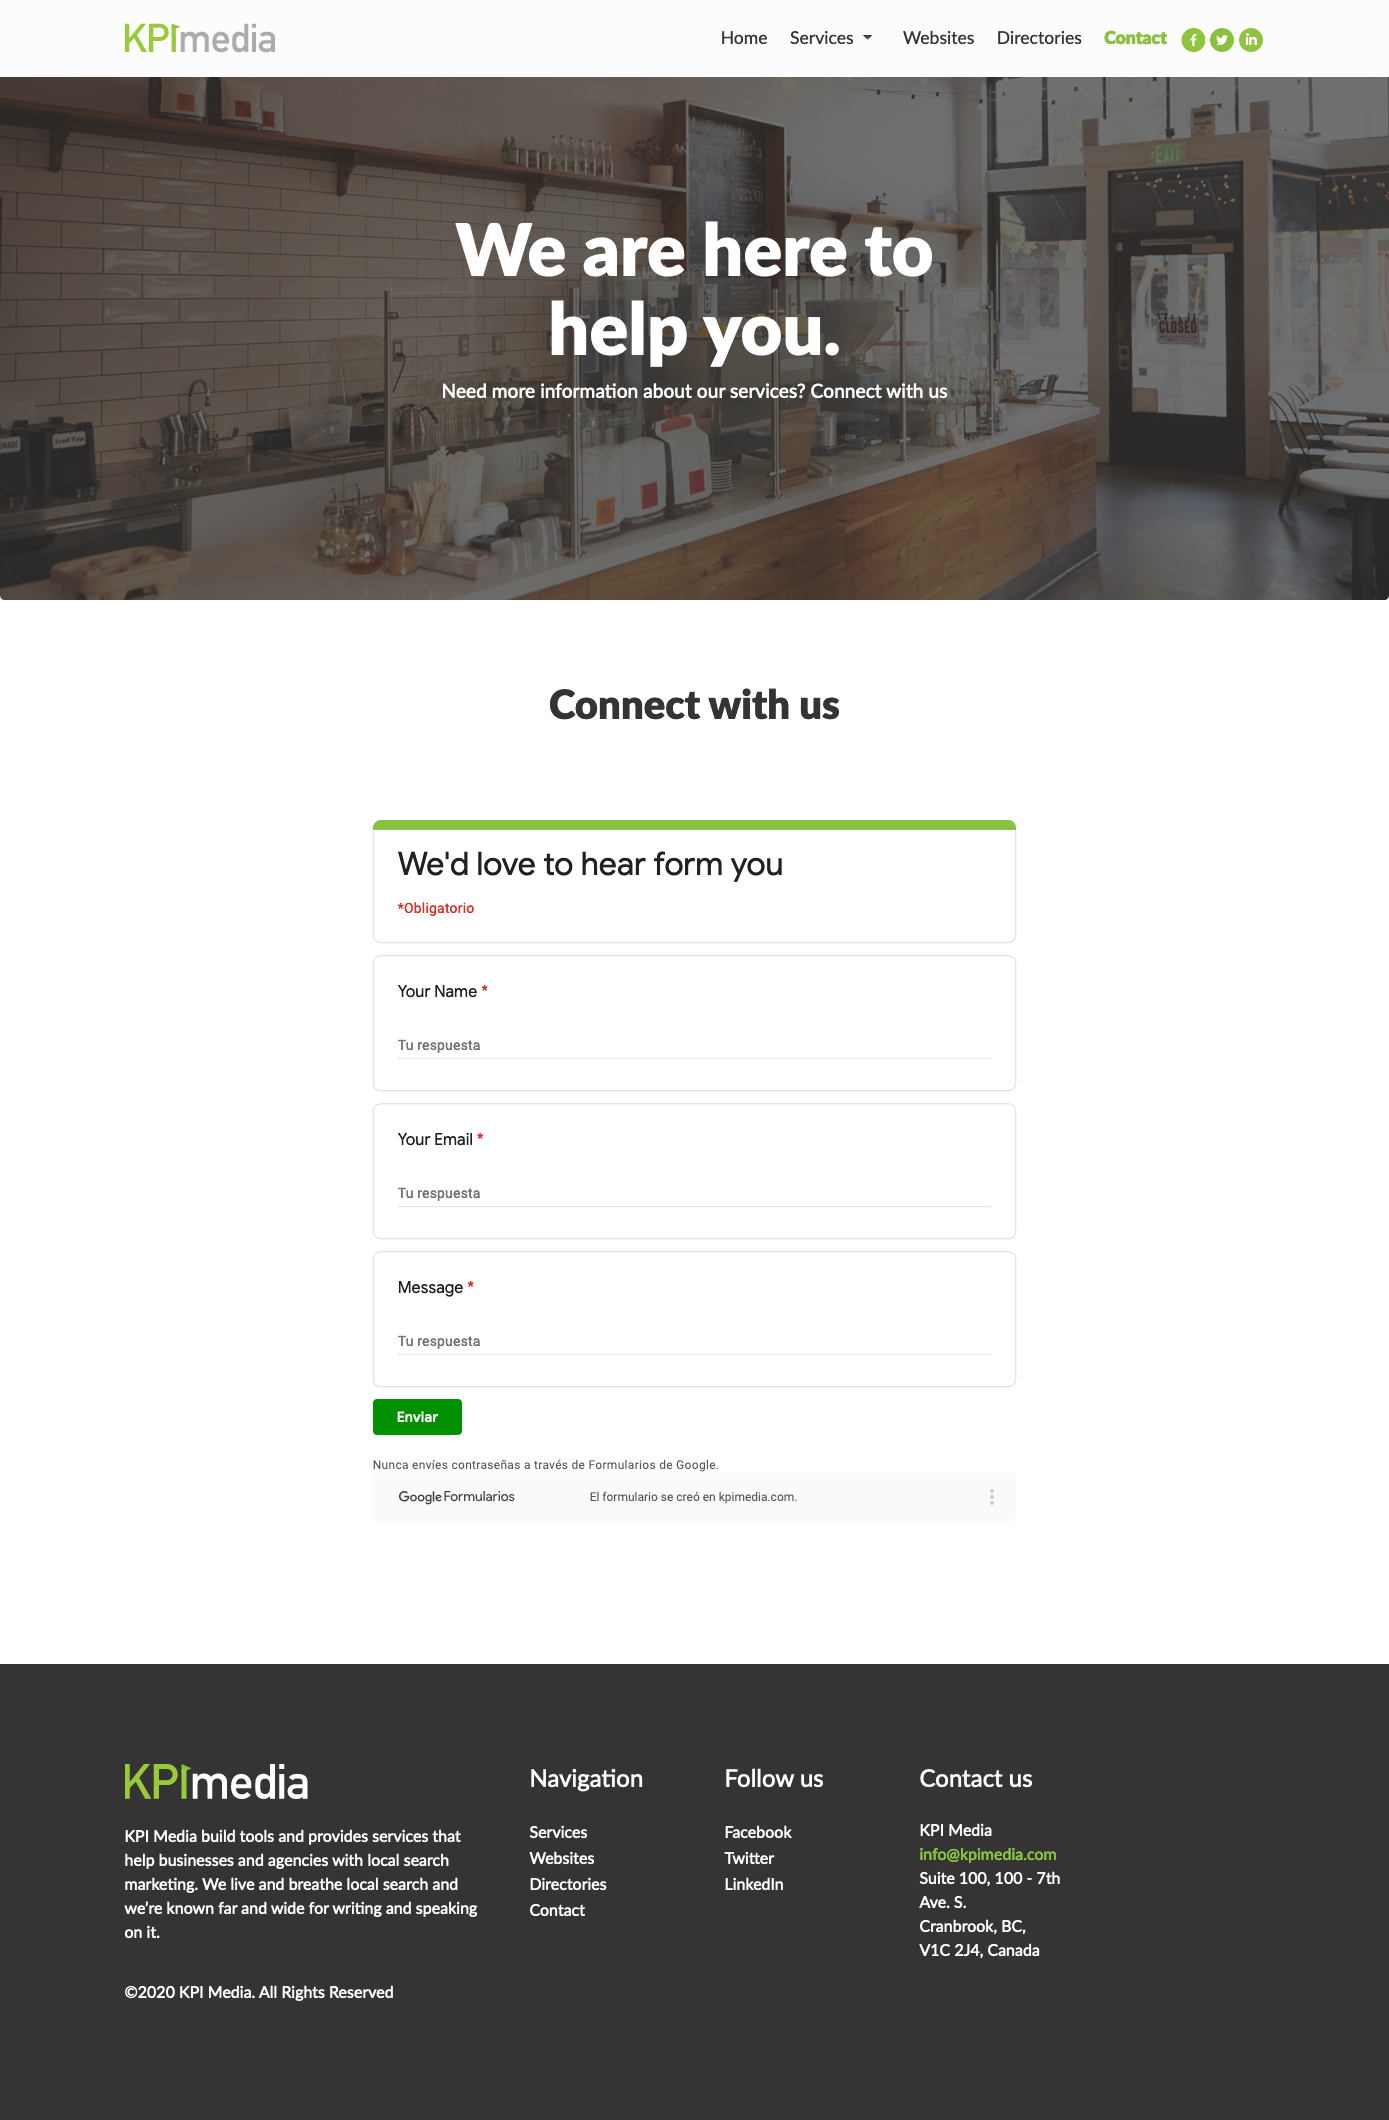 KPImedia
Home Services Websites Directories Contact
EXIT
CLOSED
Iced Tea
We are here to
help you.
Need more information about our services? Connect with us
Connect with us
We'd love to hear form you
*Obligatorio
Your Name *
Tu respuesta
Your Email *
Tu respuesta
Message *
Tu respuesta
Enviar
Nunca envíes contraseñas a través de Formularios de Google.
Google Formularios
El formulario se creó en kpimedia.com.
KPImedia
KPI Media build tools and provides services that
help businesses and agencies with local search
marketing. We live and breathe local search and
we're known far and wide for writing and speaking
on it.
©2020 KPI Media. All Rights Reserved
Navigation
Services
Websites
Directories
Contact
Follow us
Facebook
Twitter
LinkedIn
Contact us
KPI Media
info@kpimedia.com
Suite 100, 100 - 7th
Ave. S.
Cranbrook, BC,
V1C 2J4, Canada